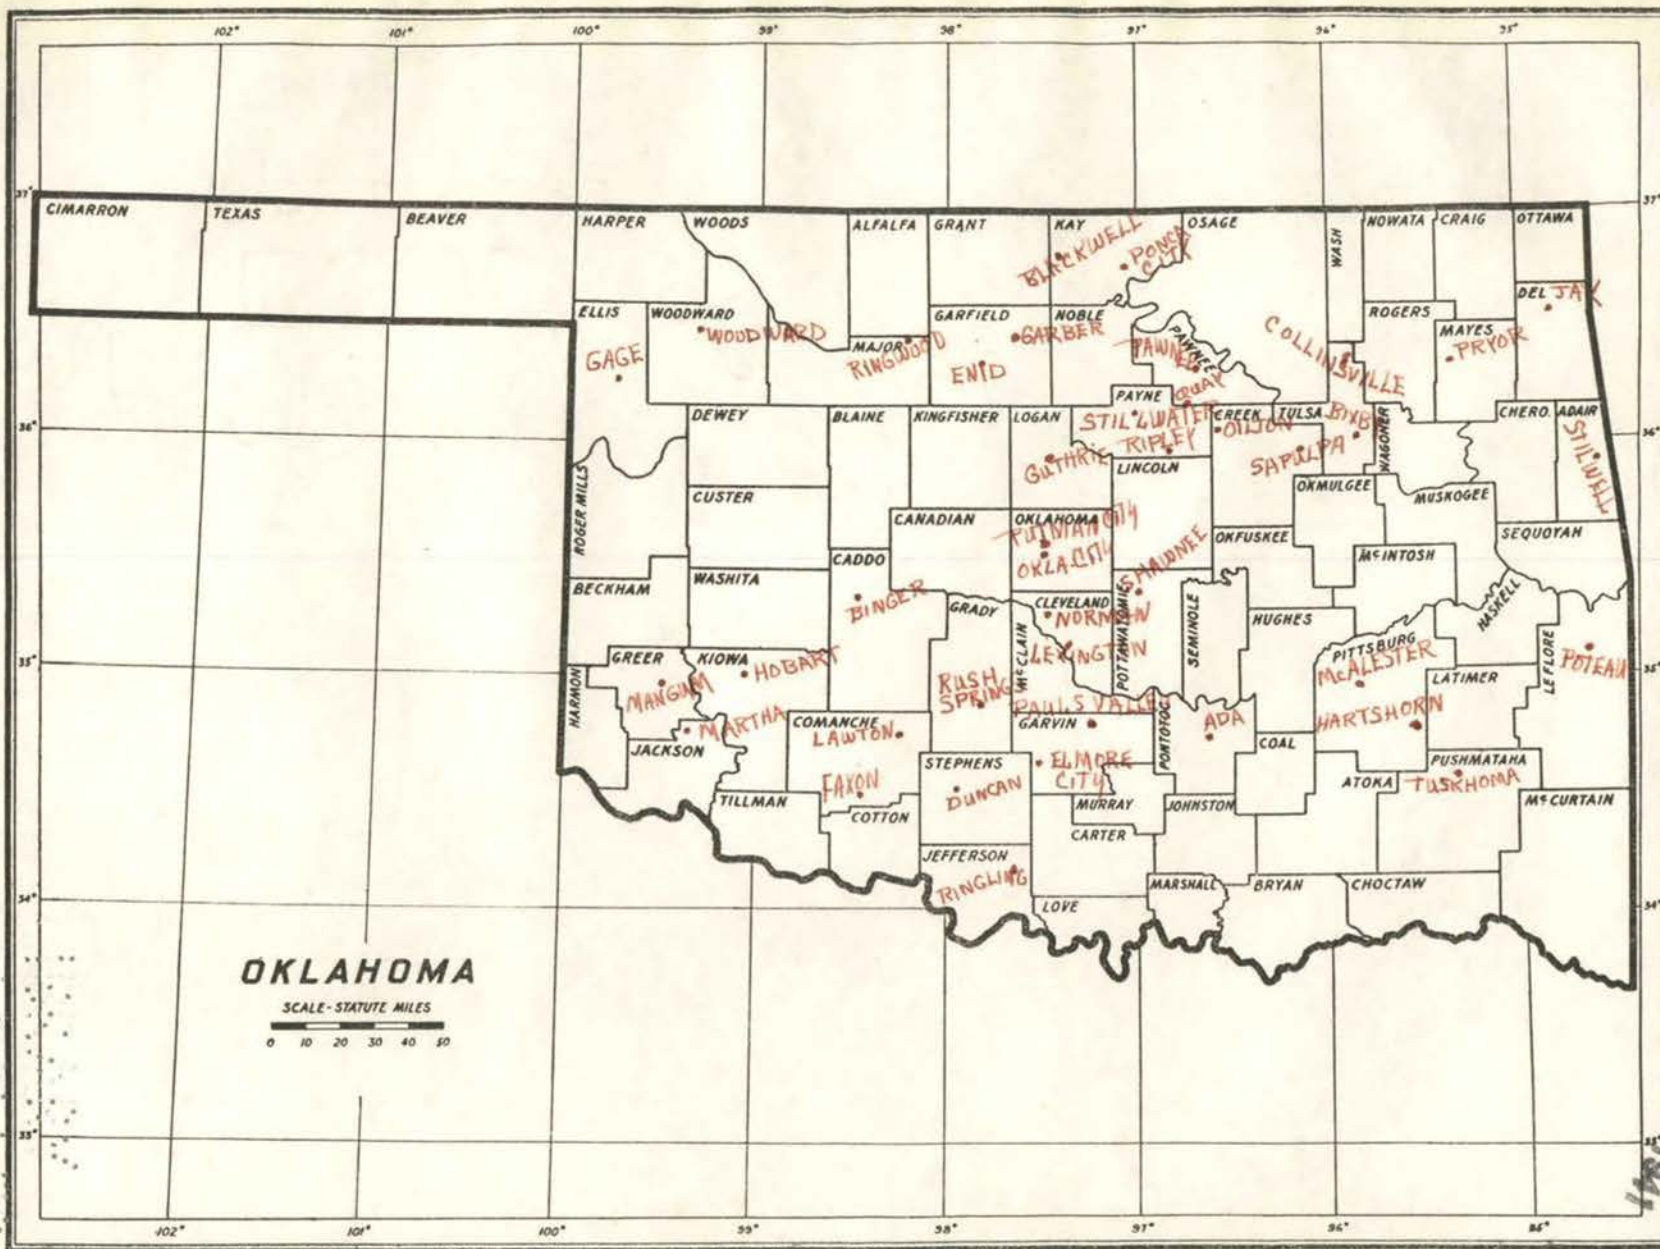 102° 101° 100° 99° 98° 97° 96° 95°
37° 37°
CIMARRON TEXAS BEAVER HARPER WOODS ALFALFA GRANT KAY OSAGE WASH NOWATA CRAIG OTTAWA
BLACKWELL PONCA CITY
ELLIS WOODWARD GARFIELD NOBLE ROGERS DEL JAY
WOODWARD MAJOR RINGWOOD GARBER PAWNEE PAWNEE COLLINSVILLE MAYES PRYOR
GAGE ENID QUAY
PAYNE
DEWEY BLAINE KINGFISHER LOGAN STILLWATER CREEK TULSA BIXBY CHERO. ADAIR
36° GUTHRIE RIPLEY OILTON SAPULPA WAGONER STILWELL 36°
LINCOLN
ROGER MILLS CUSTER OKMULGEE MUSKOGEE
CANADIAN OKLAHOMA PUTMAN CITY OKFUSKEE SEQUOYAH
CADDO OKLA. CITY SHAWNEE McINTOSH
BECKHAM WASHITA BINGER GRADY CLEVELAND NORMAN POTTAWATOMIE SEMINOLE HUGHES HASKELL
35° GREER KIOWA HOBART McCLAIN LEXINGTON PITTSBURG McALESTER LE FLORE POTEAU 35°
HARMON MANGUM RUSH SPRINGS LATIMER
MARTHA COMANCHE LAWTON PAULS VALLEY GARVIN PONTOTOC ADA HARTSHORN
JACKSON STEPHENS ELMORE CITY COAL PUSHMATAHA
TILLMAN FAXON DUNCAN MURRAY JOHNSTON ATOKA TUSKHOMA McCURTAIN
COTTON CARTER
JEFFERSON RINGLING MARSHALL BRYAN CHOCTAW
34° LOVE 34°
OKLAHOMA
SCALE-STATUTE MILES
0 10 20 30 40 50
33° 33°
102° 101° 100° 99° 98° 97° 96° 95°